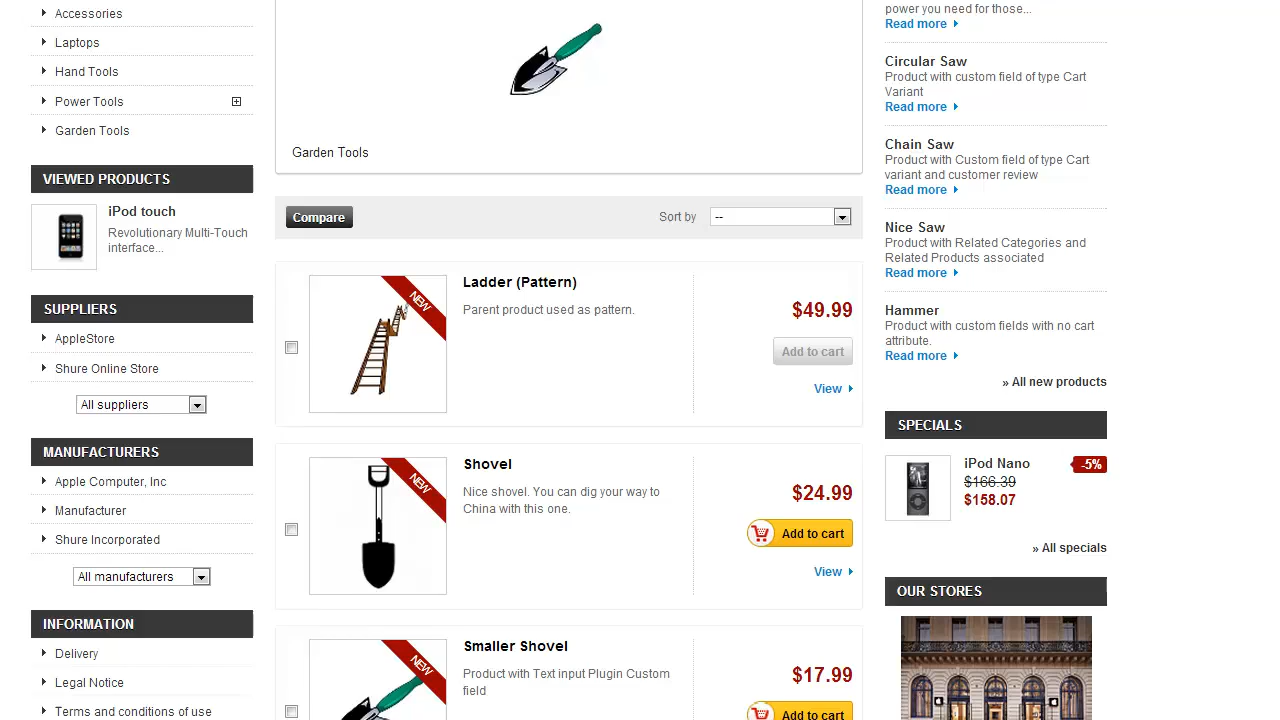 Accessories
Laptops
Hand Tools
Power Tools
Garden Tools
VIEWED PRODUCTS
iPod touch
Revolutionary Multi-Touch
interface...
SUPPLIERS
AppleStore
Shure Online Store
All suppliers
MANUFACTURERS
Apple Computer, Inc
Manufacturer
Shure Incorporated
All manufacturers
INFORMATION
Delivery
Legal Notice
Terms and conditions of use
Garden Tools
Compare
Sort by
--
NEW
Ladder (Pattern)
Parent product used as pattern.
$49.99
Add to cart
View
NEW
Shovel
Nice shovel. You can dig your way to
China with this one.
$24.99
Add to cart
View
NEW
Smaller Shovel
Product with Text input Plugin Custom
field
$17.99
Add to cart
power you need for those...
Read more
Circular Saw
Product with custom field of type Cart
Variant
Read more
Chain Saw
Product with Custom field of type Cart
variant and customer review
Read more
Nice Saw
Product with Related Categories and
Related Products associated
Read more
Hammer
Product with custom fields with no cart
attribute.
Read more
» All new products
SPECIALS
iPod Nano
-5%
$166.39
$158.07
» All specials
OUR STORES